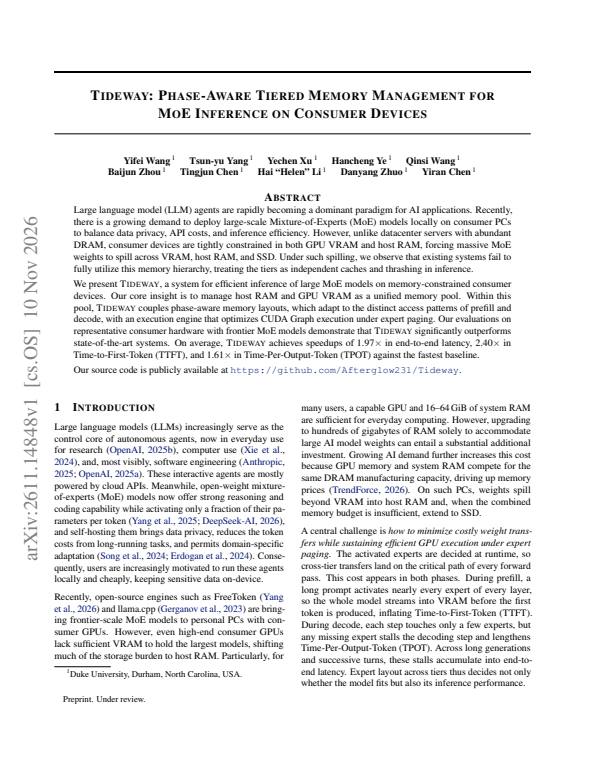 arXiv:2611.14848v1 [cs.OS] 10 Nov 2026
TIDEWAY: PHASE-AWARE TIERED MEMORY MANAGEMENT FOR
MOE INFERENCE ON CONSUMER DEVICES
Yifei Wang 1 Tsun-yu Yang 1 Yechen Xu 1 Hancheng Ye 1 Qinsi Wang 1
Baijun Zhou 1 Tingjun Chen 1 Hai “Helen” Li 1 Danyang Zhuo 1 Yiran Chen 1
ABSTRACT
Large language model (LLM) agents are rapidly becoming a dominant paradigm for AI applications. Recently,
there is a growing demand to deploy large-scale Mixture-of-Experts (MoE) models locally on consumer PCs
to balance data privacy, API costs, and inference efficiency. However, unlike datacenter servers with abundant
DRAM, consumer devices are tightly constrained in both GPU VRAM and host RAM, forcing massive MoE
weights to spill across VRAM, host RAM, and SSD. Under such spilling, we observe that existing systems fail to
fully utilize this memory hierarchy, treating the tiers as independent caches and thrashing in inference.
We present TIDEWAY, a system for efficient inference of large MoE models on memory-constrained consumer
devices. Our core insight is to manage host RAM and GPU VRAM as a unified memory pool. Within this
pool, TIDEWAY couples phase-aware memory layouts, which adapt to the distinct access patterns of prefill and
decode, with an execution engine that optimizes CUDA Graph execution under expert paging. Our evaluations on
representative consumer hardware with frontier MoE models demonstrate that TIDEWAY significantly outperforms
state-of-the-art systems. On average, TIDEWAY achieves speedups of 1.97× in end-to-end latency, 2.40× in
Time-to-First-Token (TTFT), and 1.61× in Time-Per-Output-Token (TPOT) against the fastest baseline.
Our source code is publicly available at https://github.com/Afterglow231/Tideway.
1 INTRODUCTION
Large language models (LLMs) increasingly serve as the
control core of autonomous agents, now in everyday use
for research (OpenAI, 2025b), computer use (Xie et al.,
2024), and, most visibly, software engineering (Anthropic,
2025; OpenAI, 2025a). These interactive agents are mostly
powered by cloud APIs. Meanwhile, open-weight mixture-
of-experts (MoE) models now offer strong reasoning and
coding capability while activating only a fraction of their pa-
rameters per token (Yang et al., 2025; DeepSeek-AI, 2026),
and self-hosting them brings data privacy, reduces the token
costs from long-running tasks, and permits domain-specific
adaptation (Song et al., 2024; Erdogan et al., 2024). Conse-
quently, users are increasingly motivated to run these agents
locally and cheaply, keeping sensitive data on-device.
Recently, open-source engines such as FreeToken (Yang
et al., 2026) and llama.cpp (Gerganov et al., 2023) are bring-
ing frontier-scale MoE models to personal PCs with con-
sumer GPUs. However, even high-end consumer GPUs
lack sufficient VRAM to hold the largest models, shifting
much of the storage burden to host RAM. Particularly, for
1Duke University, Durham, North Carolina, USA.
Preprint. Under review.
many users, a capable GPU and 16–64 GiB of system RAM
are sufficient for everyday computing. However, upgrading
to hundreds of gigabytes of RAM solely to accommodate
large AI model weights can entail a substantial additional
investment. Growing AI demand further increases this cost
because GPU memory and system RAM compete for the
same DRAM manufacturing capacity, driving up memory
prices (TrendForce, 2026). On such PCs, weights spill
beyond VRAM into host RAM and, when the combined
memory budget is insufficient, extend to SSD.
A central challenge is how to minimize costly weight trans-
fers while sustaining efficient GPU execution under expert
paging. The activated experts are decided at runtime, so
cross-tier transfers land on the critical path of every forward
pass. This cost appears in both phases. During prefill, a
long prompt activates nearly every expert of every layer,
so the whole model streams into VRAM before the first
token is produced, inflating Time-to-First-Token (TTFT).
During decode, each step touches only a few experts, but
any missing expert stalls the decoding step and lengthens
Time-Per-Output-Token (TPOT). Across long generations
and successive turns, these stalls accumulate into end-to-
end latency. Expert layout across tiers thus decides not only
whether the model fits but also its inference performance.